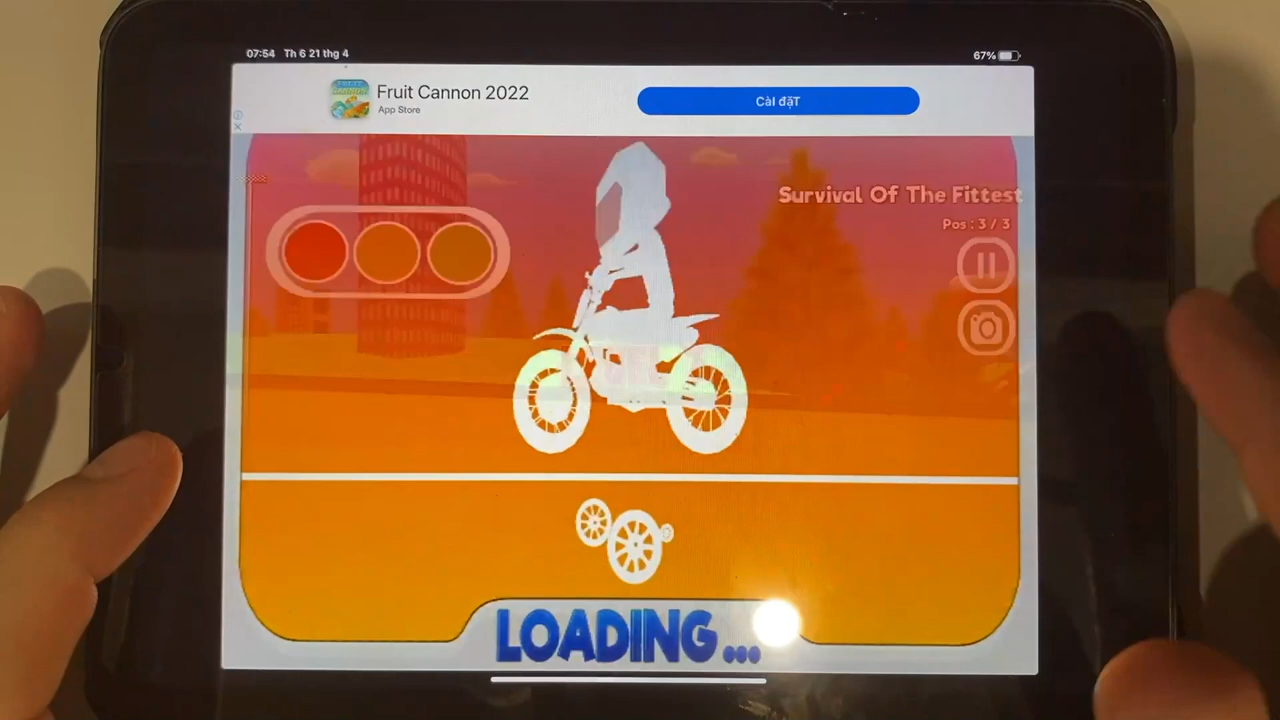 07:54 Th 6 21 thg 4
67%
Fruit Cannon 2022
App Store
Cài đặT
Survival Of The Fittest
Pos : 3 / 3
LOADING...